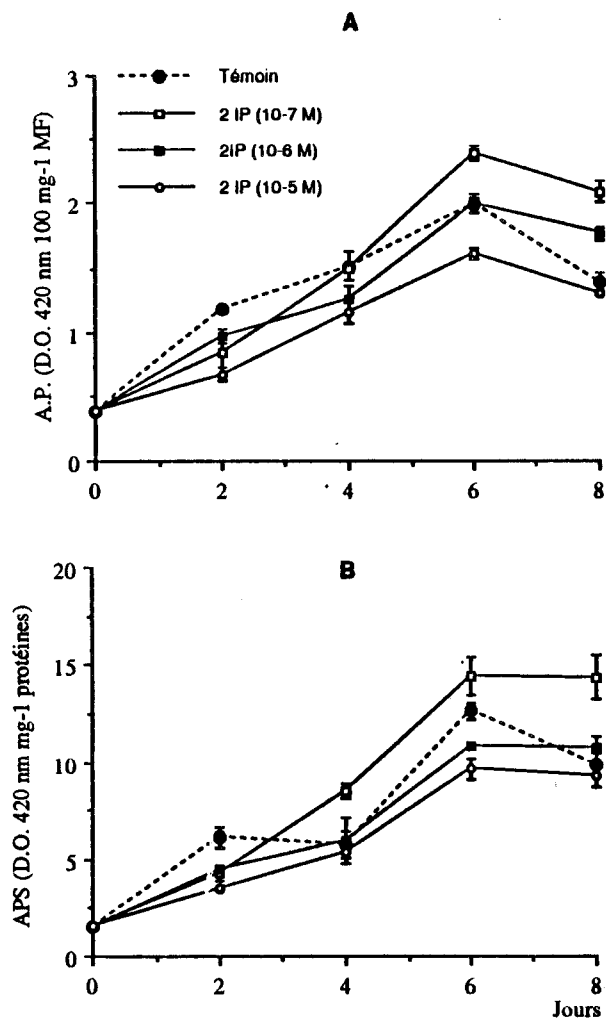 A
3
2
1
0
A.P. (D.O. 420 nm 100 mg-1 MF)
Témoin
2 IP (10-7 M)
2iP (10-6 M)
2 IP (10-5 M)
0 2 4 6 8
B
20
15
10
5
0
APS (D.O. 420 nm mg-1 protéines)
0 2 4 6 8
Jours